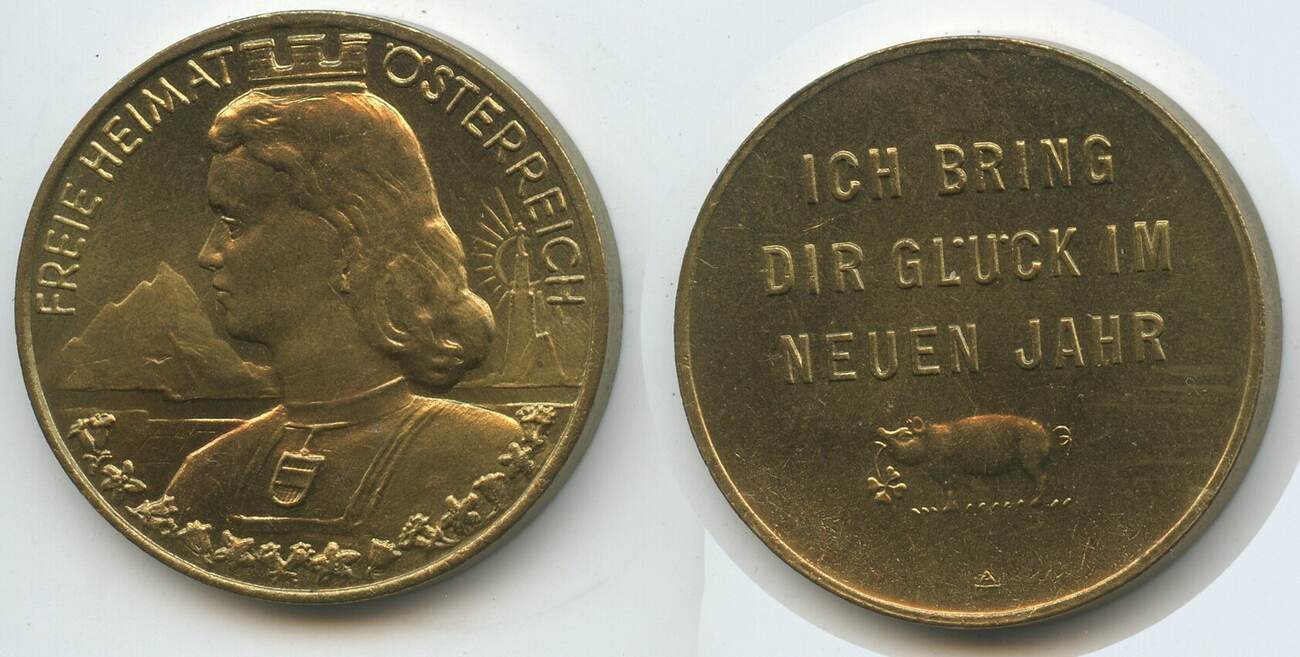 FREIE HEIMAT ÖSTERREICH
ICH BRING
DIR GLÜCK IM
NEUEN JAHR
A